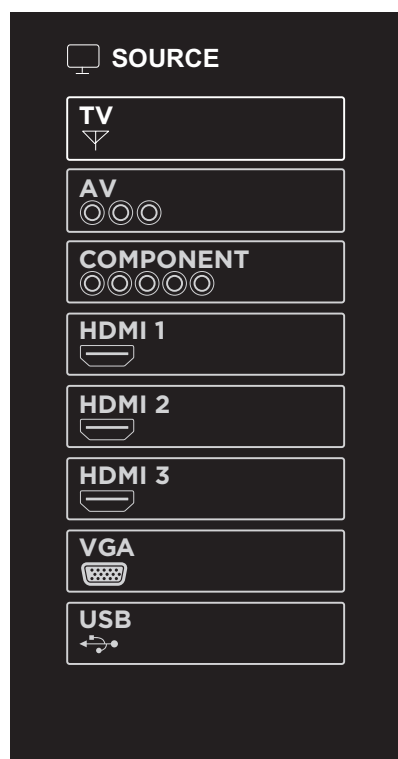 SOURCE
TV
AV
COMPONENT
HDMI 1
HDMI 2
HDMI 3
VGA
USB